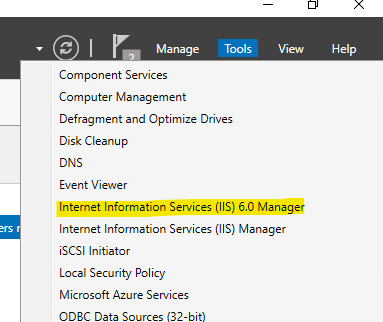 2
Manage Tools View Help
Component Services
Computer Management
Defragment and Optimize Drives
Disk Cleanup
DNS
Event Viewer
Internet Information Services (IIS) 6.0 Manager
ers r
Internet Information Services (IIS) Manager
iSCSI Initiator
Local Security Policy
Microsoft Azure Services
ODBC Data Sources (32-bit)